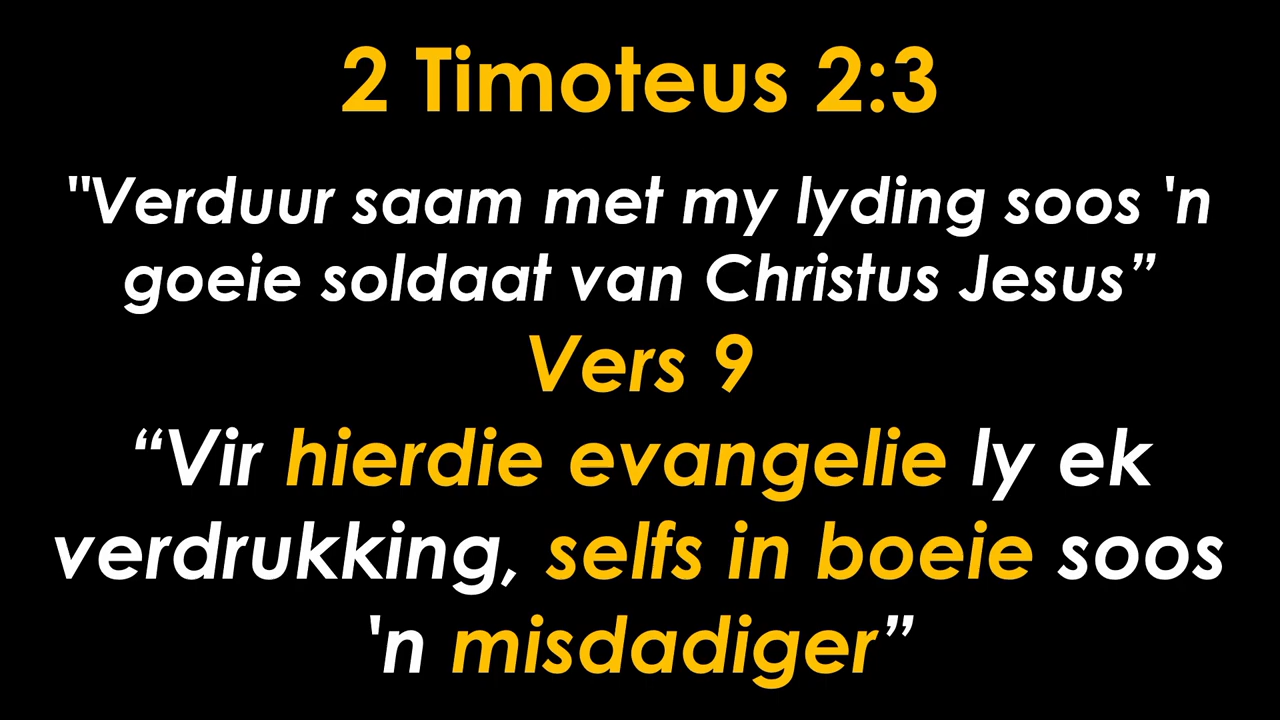 2 Timoteus 2:3
"Verduur saam met my lyding soos 'n
goeie soldaat van Christus Jesus”
Vers 9
“Vir hierdie evangelie ly ek
verdrukking, selfs in boeie soos
'n misdadiger”